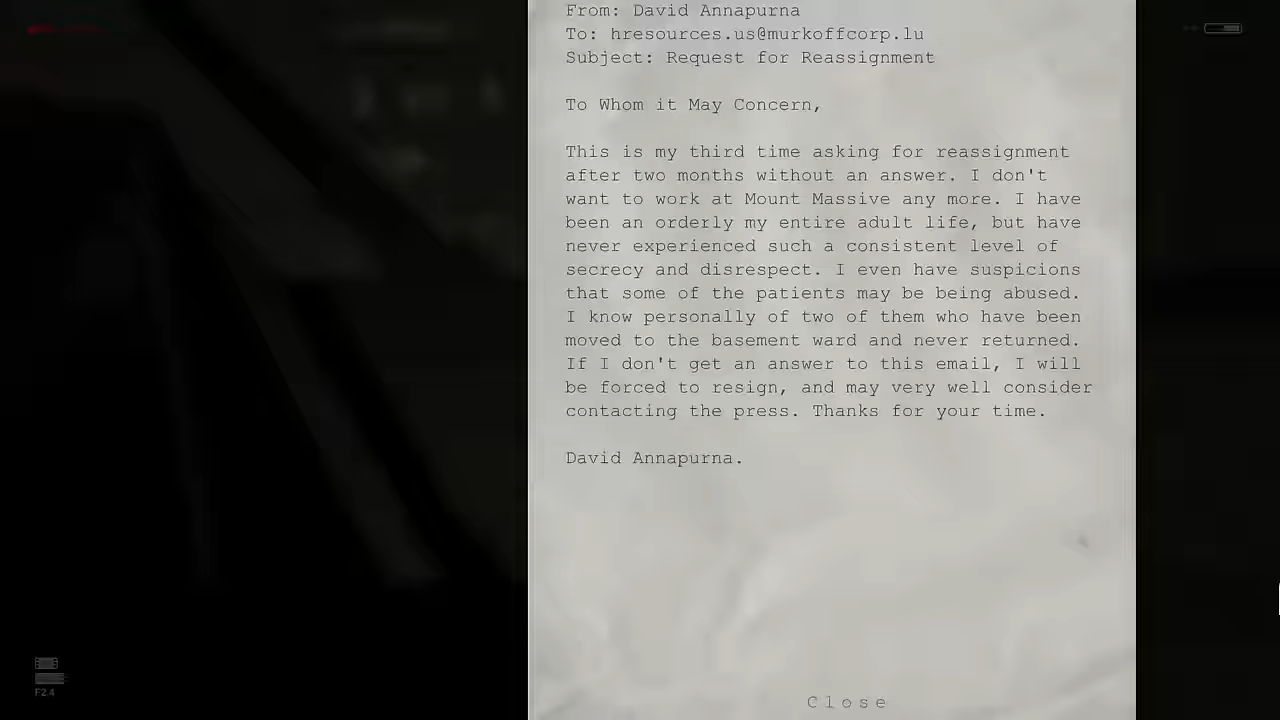 From: David Annapurna
To: hresources.us@murkoffcorp.lu
Subject: Request for Reassignment
To Whom it May Concern,
This is my third time asking for reassignment
after two months without an answer. I don't
want to work at Mount Massive any more. I have
been an orderly my entire adult life, but have
never experienced such a consistent level of
secrecy and disrespect. I even have suspicions
that some of the patients may be being abused.
I know personally of two of them who have been
moved to the basement ward and never returned.
If I don't get an answer to this email, I will
be forced to resign, and may very well consider
contacting the press. Thanks for your time.
David Annapurna.
Close
F2.4